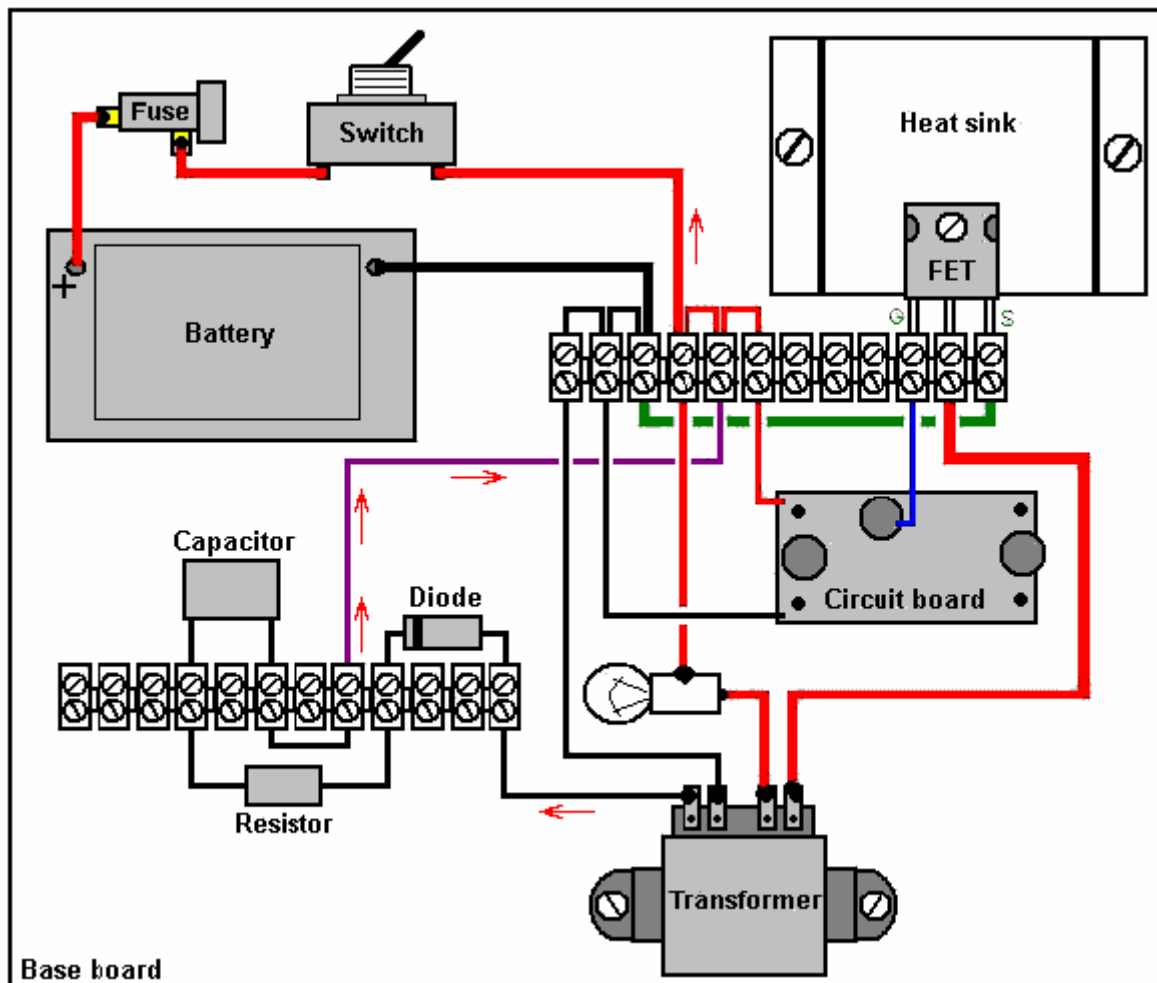 Fuse
Switch
Heat sink
FET
+
Battery
G
S
Capacitor
Diode
Circuit board
Resistor
Transformer
Base board